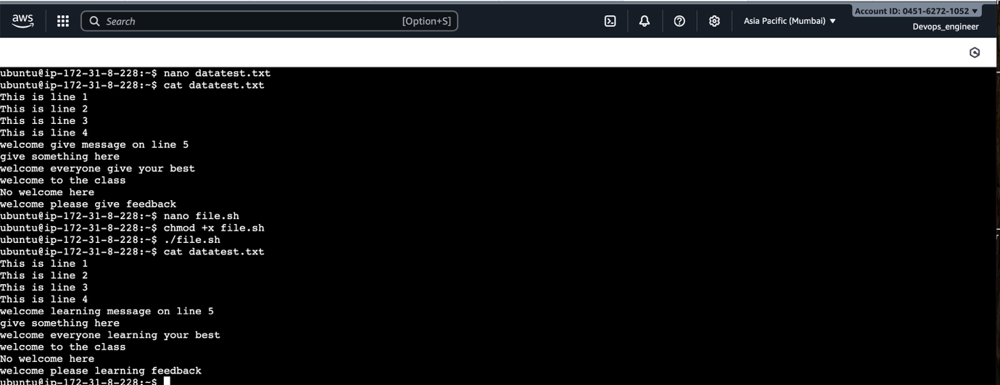 aws
Search [Option+S]
Asia Pacific (Mumbai)
Account ID: 0451-6272-1052
Devops_engineer
ubuntu@ip-172-31-8-228:~$ nano datatest.txt
ubuntu@ip-172-31-8-228:~$ cat datatest.txt
This is line 1
This is line 2
This is line 3
This is line 4
welcome give message on line 5
give something here
welcome everyone give your best
welcome to the class
No welcome here
welcome please give feedback
ubuntu@ip-172-31-8-228:~$ nano file.sh
ubuntu@ip-172-31-8-228:~$ chmod +x file.sh
ubuntu@ip-172-31-8-228:~$ ./file.sh
ubuntu@ip-172-31-8-228:~$ cat datatest.txt
This is line 1
This is line 2
This is line 3
This is line 4
welcome learning message on line 5
give something here
welcome everyone learning your best
welcome to the class
No welcome here
welcome please learning feedback
ubuntu@ip-172-31-8-228:~$